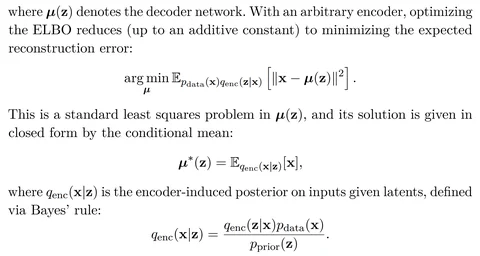 where μ(z) denotes the decoder network. With an arbitrary encoder, optimizing
the ELBO reduces (up to an additive constant) to minimizing the expected
reconstruction error:
arg min_μ 𝔼_{p_data(x)q_enc(z|x)} [‖x − μ(z)‖²].
This is a standard least squares problem in μ(z), and its solution is given in
closed form by the conditional mean:
μ*(z) = 𝔼_{q_enc(x|z)}[x],
where q_enc(x|z) is the encoder-induced posterior on inputs given latents, defined
via Bayes’ rule:
q_enc(x|z) = q_enc(z|x)p_data(x) / p_prior(z).